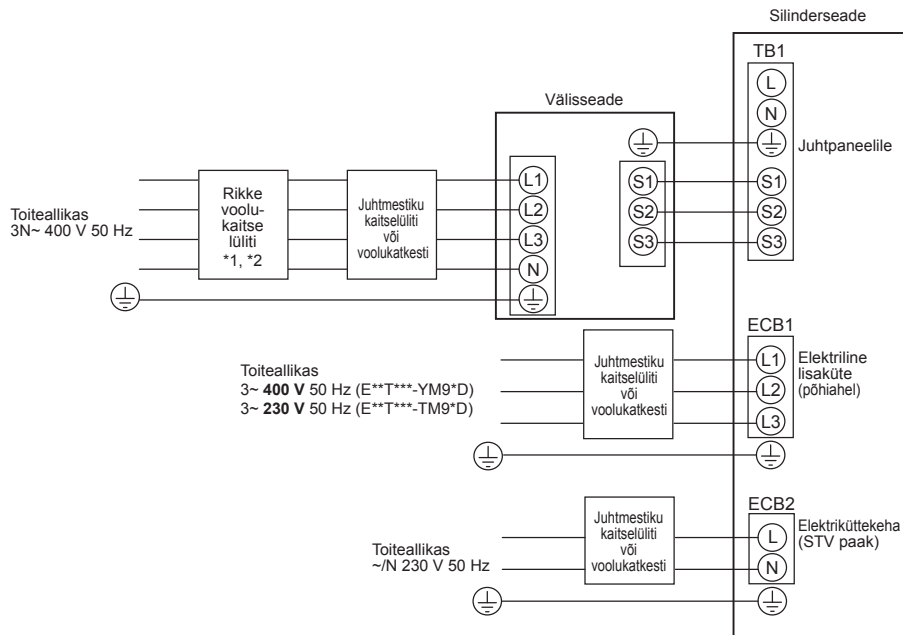 Silinderseade
TB1
L
N
Juhtpaneelile
S1
S2
S3
Välisseade
S1
S2
S3
L1
L2
L3
N
Toiteallikas
3N~ 400 V 50 Hz
Rikke
voolu-
kaitse
lüliti
*1, *2
Juhtmestiku
kaitselüliti
või
voolukatkesti
ECB1
L1
L2
L3
Elektriline
lisaküte
(põhiahel)
Juhtmestiku
kaitselüliti
või
voolukatkesti
Toiteallikas
3~ 400 V 50 Hz (E**T***-YM9*D)
3~ 230 V 50 Hz (E**T***-TM9*D)
ECB2
L
N
Elektriküttekeha
(STV paak)
Juhtmestiku
kaitselüliti
või
voolukatkesti
Toiteallikas
~/N 230 V 50 Hz